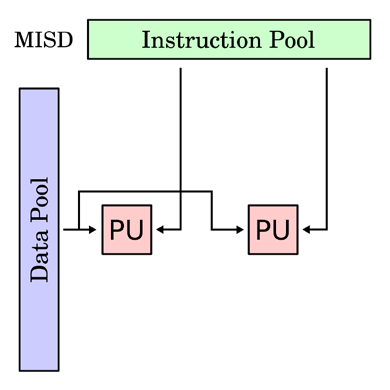 MISD
Instruction Pool
Data Pool
PU
PU